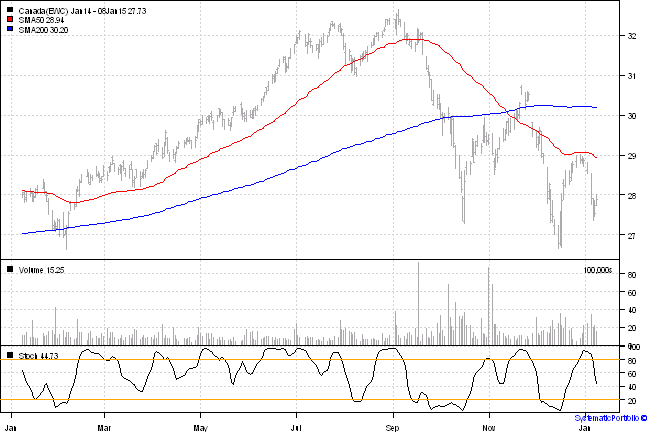 Canada(EWC) Jan14 - 08Jan15 27.73
SMA50 28.94
SMA200 30.20
32
31
30
29
28
27
Volume 15.25
100,000s
80
60
40
20
0
Stoch 44.73
100
80
60
40
20
Jan
Mar
May
Jul
Sep
Nov
Jan
SystematicPortfolio ©